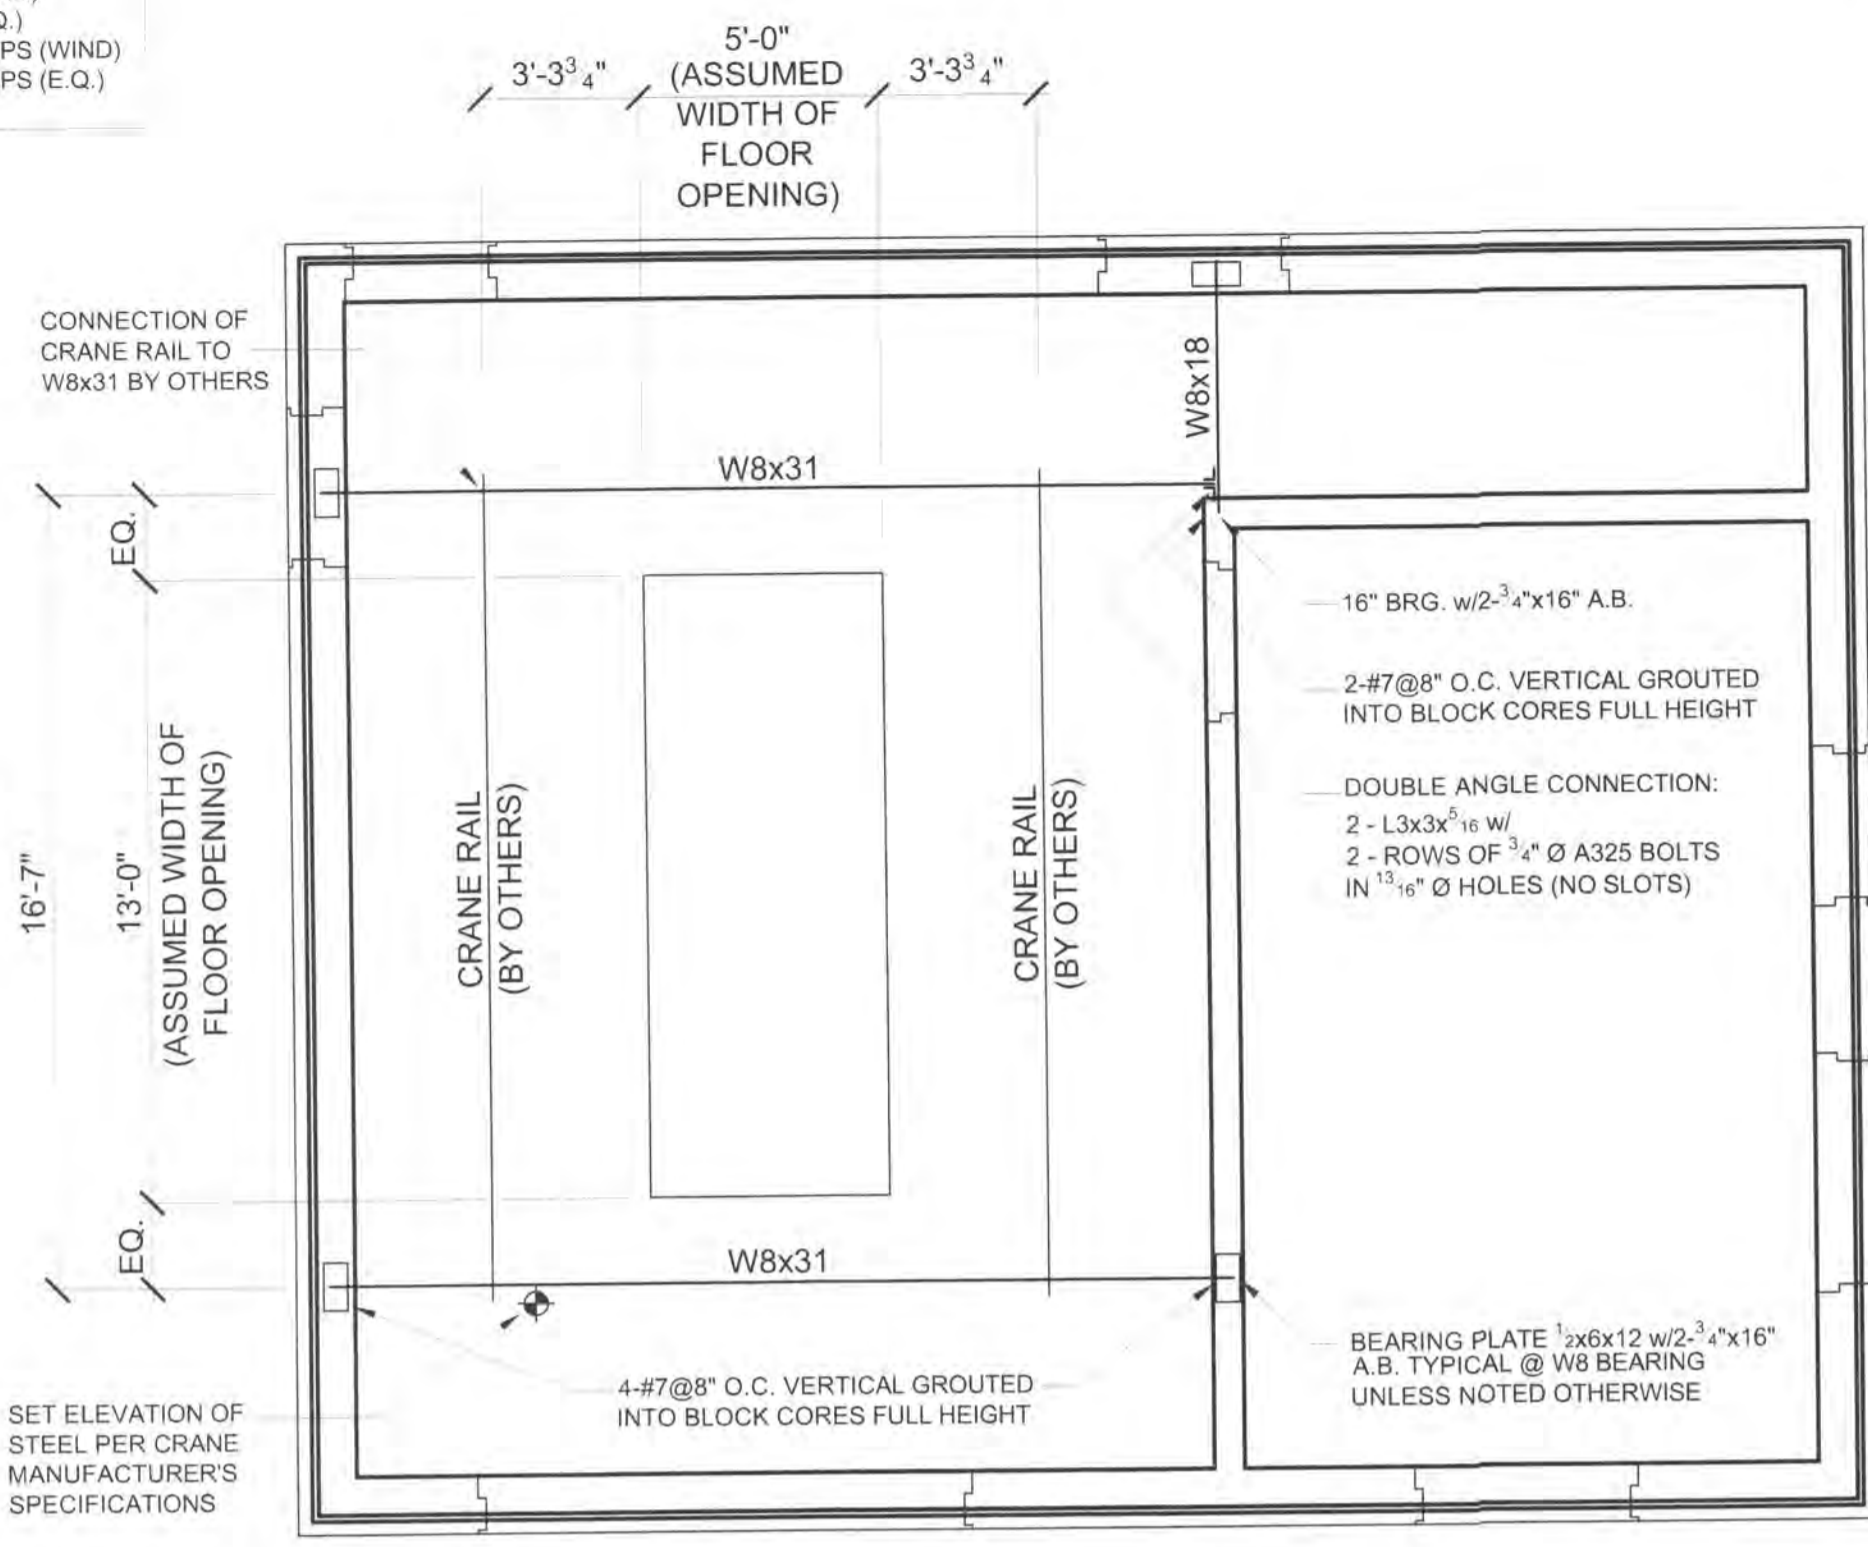 Q.)
PS (WIND)
PS (E.Q.)
5'-0"
(ASSUMED
WIDTH OF
FLOOR
OPENING)
3'-3 3/4"
3'-3 3/4"
CONNECTION OF
CRANE RAIL TO
W8x31 BY OTHERS
W8x18
W8x31
EQ.
16'-7"
13'-0"
(ASSUMED WIDTH OF
FLOOR OPENING)
EQ.
CRANE RAIL
(BY OTHERS)
CRANE RAIL
(BY OTHERS)
16" BRG. w/2-3/4"x16" A.B.
2-#7@8" O.C. VERTICAL GROUTED
INTO BLOCK CORES FULL HEIGHT
DOUBLE ANGLE CONNECTION:
2 - L3x3x5/16 w/
2 - ROWS OF 3/4" Ø A325 BOLTS
IN 13/16" Ø HOLES (NO SLOTS)
W8x31
BEARING PLATE 1/2x6x12 w/2-3/4"x16"
A.B. TYPICAL @ W8 BEARING
UNLESS NOTED OTHERWISE
4-#7@8" O.C. VERTICAL GROUTED
INTO BLOCK CORES FULL HEIGHT
SET ELEVATION OF
STEEL PER CRANE
MANUFACTURER'S
SPECIFICATIONS